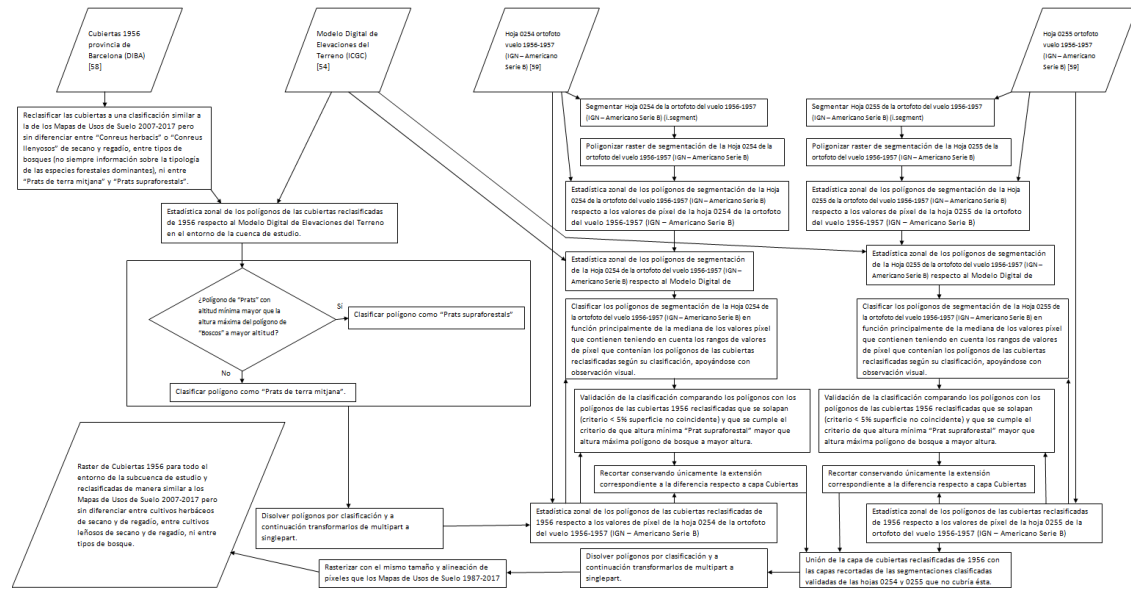 Cubiertas 1956
provincia de
Barcelona (DIBA)
[58]
Modelo Digital de
Elevaciones del
Terreno (ICGC)
[54]
Hoja 0254 ortofoto
vuelo 1956-1957
(IGN – Americano
Serie B) [59]
Hoja 0255 ortofoto
vuelo 1956-1957
(IGN – Americano
Serie B) [59]
Reclasificar las cubiertas a una clasificación similar a
la de los Mapas de Usos de Suelo 2007-2017 pero
sin diferenciar entre “Conreus herbacis” o “Conreus
llenyosos” de secano y regadío, entre tipos de
bosques (no siempre información sobre la tipología
de las especies forestales dominantes), ni entre
“Prats de terra mitjana” y “Prats supraforestals”.
Segmentar Hoja 0254 de la ortofoto del vuelo 1956-1957
(IGN – Americano Serie B) (i.segment)
Segmentar Hoja 0255 de la ortofoto del vuelo 1956-1957
(IGN – Americano Serie B) (i.segment)
Poligonizar raster de segmentación de la Hoja 0254 de la
ortofoto del vuelo 1956-1957 (IGN – Americano Serie B)
Poligonizar raster de segmentación de la Hoja 0255 de la
ortofoto del vuelo 1956-1957 (IGN – Americano Serie B)
Estadística zonal de los polígonos de segmentación de la Hoja
0254 de la ortofoto del vuelo 1956-1957 (IGN – Americano Serie B)
respecto a los valores de píxel de la hoja 0254 de la ortofoto
del vuelo 1956-1957 (IGN – Americano Serie B)
Estadística zonal de los polígonos de segmentación de la Hoja
0255 de la ortofoto del vuelo 1956-1957 (IGN – Americano Serie B)
respecto a los valores de píxel de la hoja 0255 de la ortofoto
del vuelo 1956-1957 (IGN – Americano Serie B)
Estadística zonal de los polígonos de las cubiertas reclasificadas
de 1956 respecto al Modelo Digital de Elevaciones del Terreno
en el entorno de la cuenca de estudio.
Estadística zonal de los polígonos de segmentación
de la Hoja 0254 de la ortofoto del vuelo 1956-1957 (IGN –
Americano Serie B) respecto al Modelo Digital de
Estadística zonal de los polígonos de segmentación
de la Hoja 0255 de la ortofoto del vuelo 1956-1957 (IGN –
Americano Serie B) respecto al Modelo Digital de
¿Polígono de “Prats” con
altitud mínima mayor que la
altura máxima del polígono de
“Boscos” a mayor altitud?
Sí
Clasificar polígono como “Prats supraforestals”
No
Clasificar polígono como “Prats de terra mitjana”.
Clasificar los polígonos de segmentación de la Hoja 0254 de
la ortofoto del vuelo 1956-1957 (IGN – Americano Serie B) en
función principalmente de la mediana de los valores píxel
que contienen teniendo en cuenta los rangos de valores
de píxel que contenían los polígonos de las cubiertas
reclasificadas según su clasificación, apoyándose con
observación visual.
Clasificar los polígonos de segmentación de la Hoja 0255 de
la ortofoto del vuelo 1956-1957 (IGN – Americano Serie B) en
función principalmente de la mediana de los valores píxel
que contienen teniendo en cuenta los rangos de valores
de píxel que contenían los polígonos de las cubiertas
reclasificadas según su clasificación, apoyándose con
observación visual.
Validación de la clasificación comparando los polígonos con los
polígonos de las cubiertas 1956 reclasificadas que se solapan
(criterio < 5% superficie no coincidente) y que se cumple el
criterio de que altura mínima “Prat supraforestal” mayor que
altura máxima polígono de bosque a mayor altura.
Validación de la clasificación comparando los polígonos con los
polígonos de las cubiertas 1956 reclasificadas que se solapan
(criterio < 5% superficie no coincidente) y que se cumple el
criterio de que altura mínima “Prat supraforestal” mayor que
altura máxima polígono de bosque a mayor altura.
Recortar conservando únicamente la extensión
correspondiente a la diferencia respecto a capa Cubiertas
Recortar conservando únicamente la extensión
correspondiente a la diferencia respecto a capa Cubiertas
Raster de Cubiertas 1956 para todo el
entorno de la subcuenca de estudio y
reclasificadas de manera similar a los
Mapas de Usos de Suelo 2007-2017 pero
sin diferenciar entre cultivos herbáceos
de secano y de regadío, entre cultivos
leñosos de secano y de regadío, ni entre
tipos de bosque.
Disolver polígonos por clasificación y a
continuación transformarlos de multipart a
singlepart.
Estadística zonal de los polígonos de las cubiertas reclasificadas de
1956 respecto a los valores de píxel de la hoja 0254 de la ortofoto
del vuelo 1956-1957 (IGN – Americano Serie B)
Estadística zonal de los polígonos de las cubiertas reclasificadas
de 1956 respecto a los valores de píxel de la hoja 0255 de la
ortofoto del vuelo 1956-1957 (IGN – Americano Serie B)
Rasterizar con el mismo tamaño y alineación de
píxeles que los Mapas de Usos de Suelo 1987-2017
Disolver polígonos por clasificación y a
continuación transformarlos de multipart a
singlepart.
Unión de la capa de cubiertas reclasificadas de 1956 con
las capas recortadas de las segmentaciones clasificadas
validadas de las hojas 0254 y 0255 que no cubría ésta.